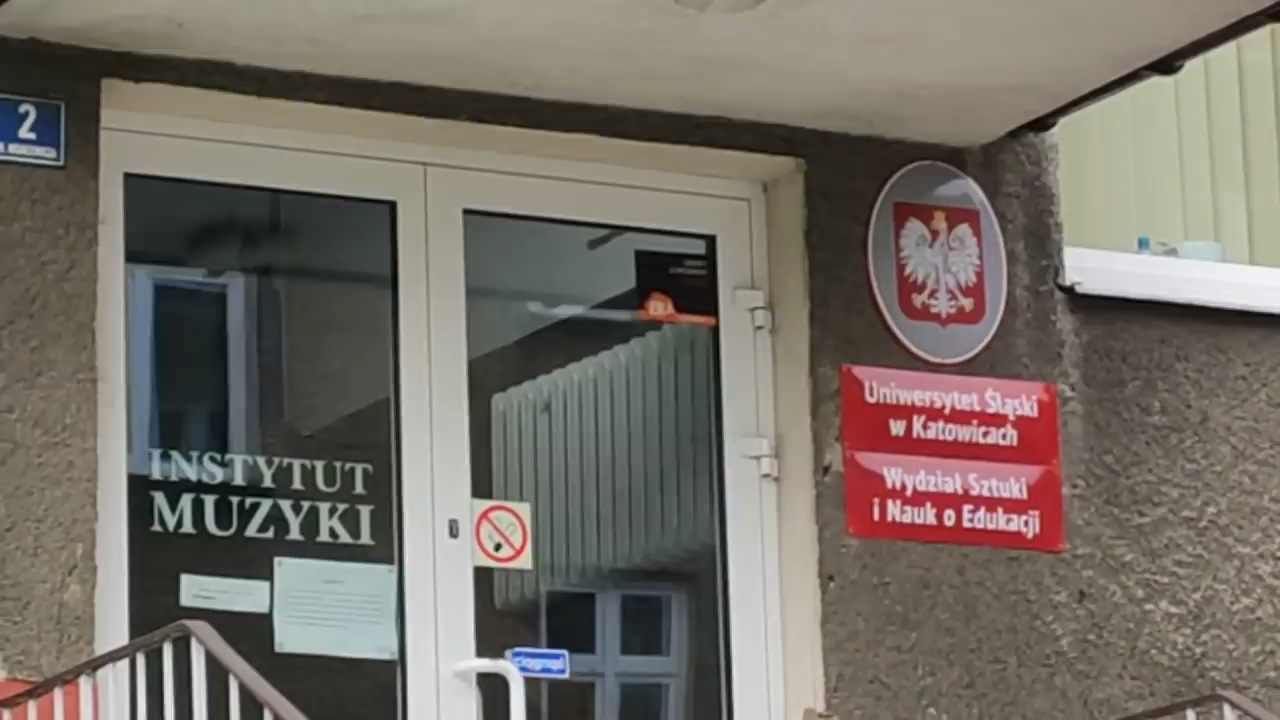 2
INSTYTUT
MUZYKI
Uniwersytet Śląski
w Katowicach
Wydział Sztuki
i Nauk o Edukacji